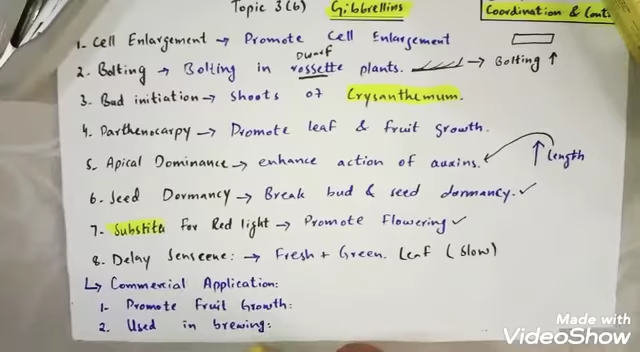 Topic 3(b) Gibbrellins
Coordination & Cont
1- Cell Enlargement → Promote Cell Enlargement
Dwarf
2. Bolting → Bolting in rossette plants. → Bolting ↑
3. Bud initiation → shoots of Crysanthemum.
4. Parthenocarpy → Promote leaf & fruit growth.
5. Apical Dominance → enhance action of auxins. ↑ length
6. Seed Dormancy → Break bud & seed dormancy. ✓
7- Substitu for Red light → Promote Flowering ✓
8. Delay Senscene: → Fresh + Green. Leaf (Slow)
↳ Commercial Application:
1- Promote Fruit Growth:
2. Used in brewing:
Made with
VideoShow